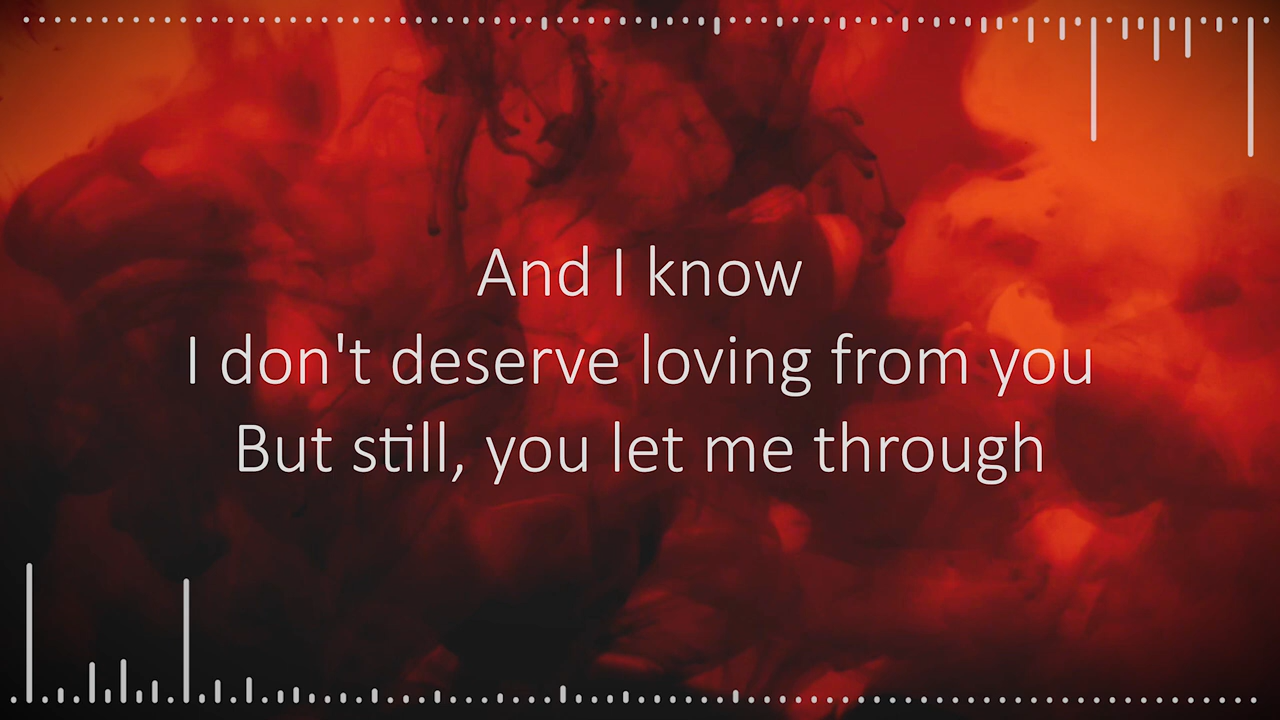 And I know
I don't deserve loving from you
But still, you let me through